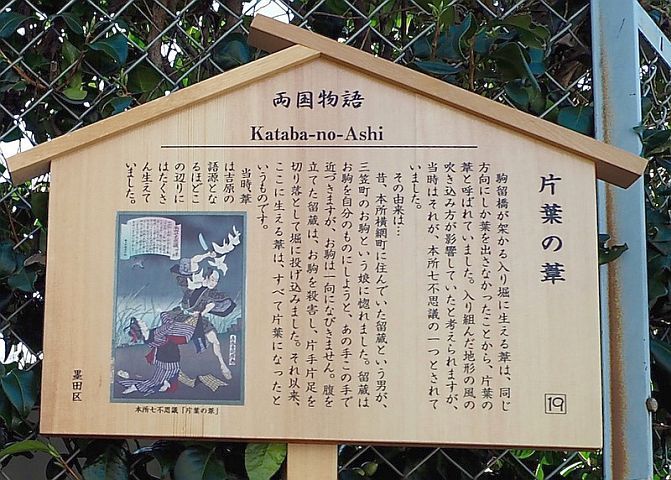 両国物語
Kataba-no-Ashi
片葉の葦
駒留橋が架かる入り堀に生える葦は、同じ
方向にしか葉を出さなかったことから、片葉の
葦と呼ばれていました。入り組んだ地形の風の
吹き込み方が影響していたと考えられますが、
当時はそれが、本所七不思議の一つとされて
いました。
その由来は…
昔、本所横網町に住んでいた留蔵という男が、
三笠町のお駒という娘に惚れました。留蔵は
お駒を自分のものにしようと、あの手この手で
近づきますが、お駒は一向になびきません。腹を
立てた留蔵は、お駒を殺害し、片手片足を
切り落として堀に投げ込みました。それ以来、
ここに生える葦は、すべて片葉になったと
いうものです。
当時、葦
は吉原の
語源とな
るほどこ
の辺りに
はたくさ
ん生えて
いました。
本所七不思議「片葉の葦」
墨田区
19